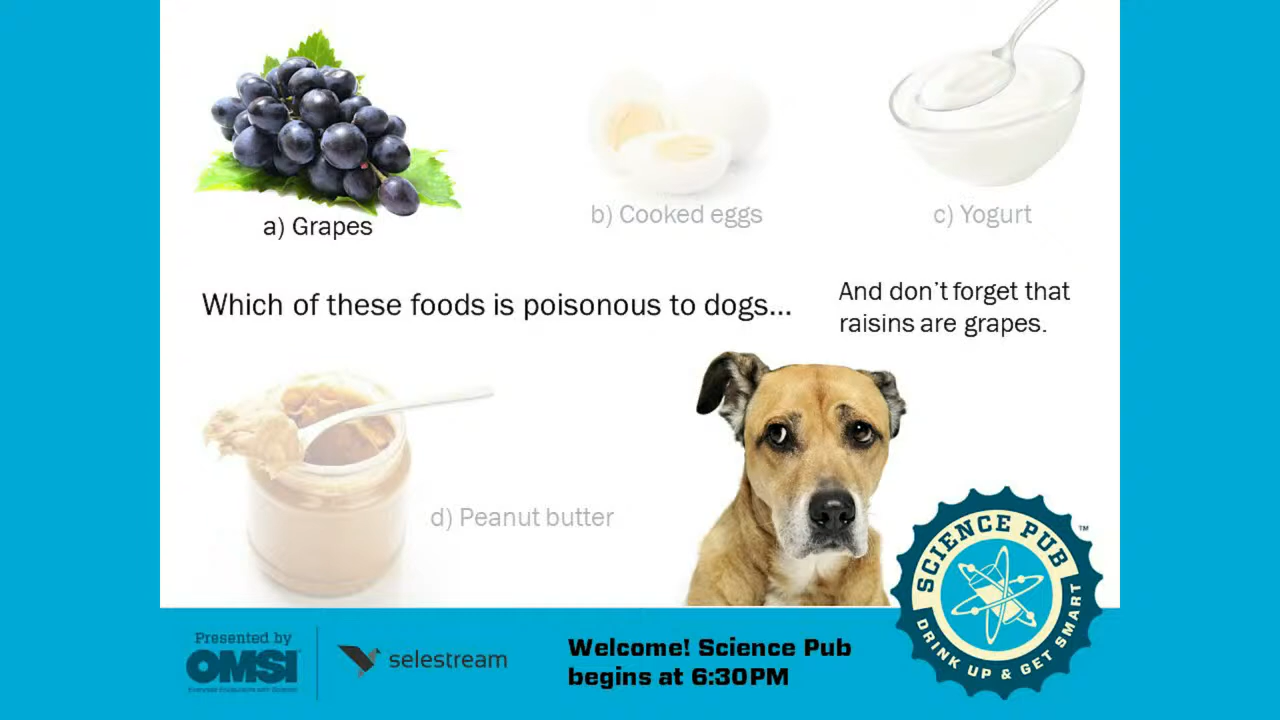 a) Grapes
b) Cooked eggs
c) Yogurt
Which of these foods is poisonous to dogs...
And don't forget that
raisins are grapes.
d) Peanut butter
SCIENCE PUB
DRINK UP & GET SMART
TM
Presented by
OMSI
selestream
Welcome! Science Pub
begins at 6:30PM